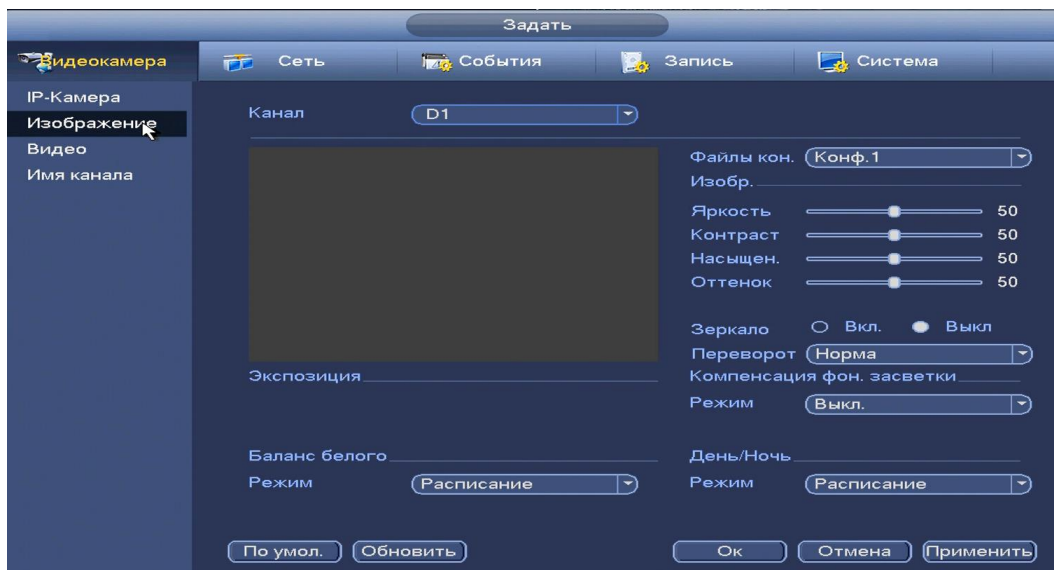 Задать
Видеокамера Сеть События Запись Система
IP-Камера
Изображение
Видео
Имя канала
Канал D1
Файлы кон. Конф.1
Изобр.
Яркость 50
Контраст 50
Насыщен. 50
Оттенок 50
Зеркало Вкл. Выкл
Переворот Норма
Экспозиция Компенсация фон. засветки
Режим Выкл.
Баланс белого День/Ночь
Режим Расписание Режим Расписание
По умол. Обновить Ок Отмена Применить